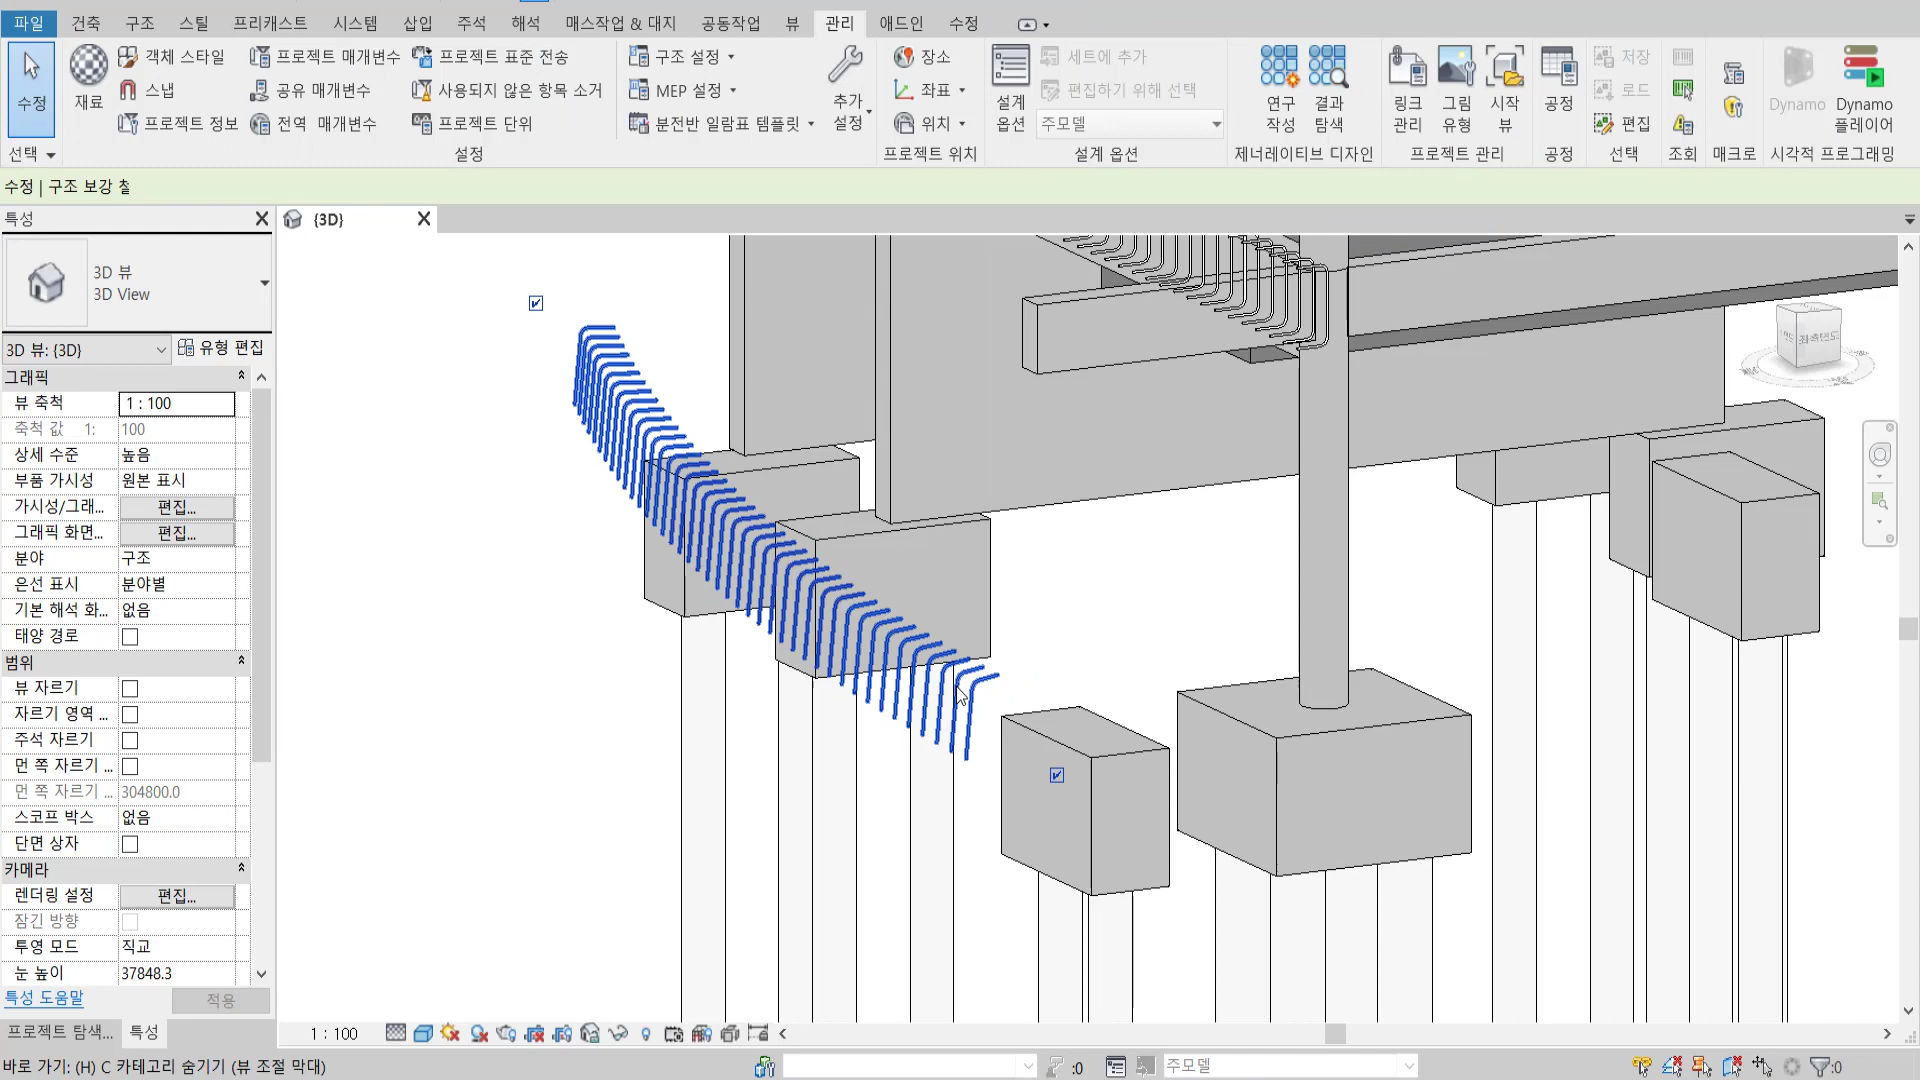 파일 건축 구조 스틸 프리캐스트 시스템 삽입 주석 해석 매스작업 & 대지 공동작업 뷰 관리 애드인 수정
수정
재료
객체 스타일
스냅
프로젝트 정보
프로젝트 매개변수
공유 매개변수
전역 매개변수
프로젝트 표준 전송
사용되지 않은 항목 소거
프로젝트 단위
구조 설정
MEP 설정
분전반 일람표 템플릿
추가
설정
장소
좌표
위치
설계
옵션
세트에 추가
편집하기 위해 선택
주모델
연구
작성
결과
탐색
링크
관리
그림
유형
시작
뷰
공정
저장
로드
편집
Dynamo
Dynamo
플레이어
선택 설정 프로젝트 위치 설계 옵션 제너레이티브 디자인 프로젝트 관리 공정 선택 조회 매크로 시각적 프로그래밍
수정 | 구조 보강 철
특성
{3D}
3D 뷰
3D View
3D 뷰: {3D} 유형 편집
그래픽
뷰 축척 1 : 100
축척 값 1: 100
상세 수준 높음
부품 가시성 원본 표시
가시성/그래... 편집...
그래픽 화면... 편집...
분야 구조
은선 표시 분야별
기본 해석 화... 없음
태양 경로
범위
뷰 자르기
자르기 영역 ...
주석 자르기
먼 쪽 자르기 ...
먼 쪽 자르기 ... 304800.0
스코프 박스 없음
단면 상자
카메라
렌더링 설정 편집...
잠긴 방향
투영 모드 직교
눈 높이 37848.3
특성 도움말 적용
프로젝트 탐색... 특성
1 : 100
바로 가기: (H) C 카테고리 숨기기 (뷰 조절 막대)
:0
주모델
:0